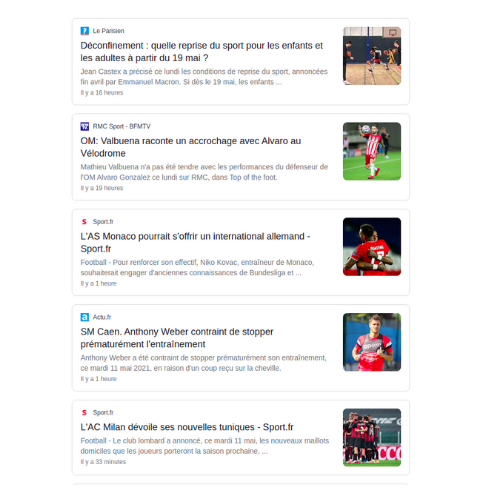 Le Parisien
Déconfinement : quelle reprise du sport pour les enfants et
les adultes à partir du 19 mai ?
Jean Castex a précisé ce lundi les conditions de reprise du sport, annoncées
fin avril par Emmanuel Macron. Si dès le 19 mai, les enfants ...
Il y a 16 heures
RMC Sport - BFMTV
OM: Valbuena raconte un accrochage avec Alvaro au
Vélodrome
Mathieu Valbuena n'a pas été tendre avec les performances du défenseur de
l'OM Alvaro Gonzalez ce lundi sur RMC, dans Top of the foot.
Il y a 19 heures
Sport.fr
L'AS Monaco pourrait s'offrir un international allemand -
Sport.fr
Football - Pour renforcer son effectif, Niko Kovac, entraîneur de Monaco,
souhaiterait engager d'anciennes connaissances de Bundesliga et ...
Il y a 1 heure
Actu.fr
SM Caen. Anthony Weber contraint de stopper
prématurément l'entraînement
Anthony Weber a été contraint de stopper prématurément son entraînement,
ce mardi 11 mai 2021, en raison d'un coup reçu sur la cheville.
Il y a 1 heure
Sport.fr
L'AC Milan dévoile ses nouvelles tuniques - Sport.fr
Football - Le club lombard a annoncé, ce mardi 11 mai, les nouveaux maillots
domiciles que les joueurs porteront la saison prochaine. ...
Il y a 33 minutes